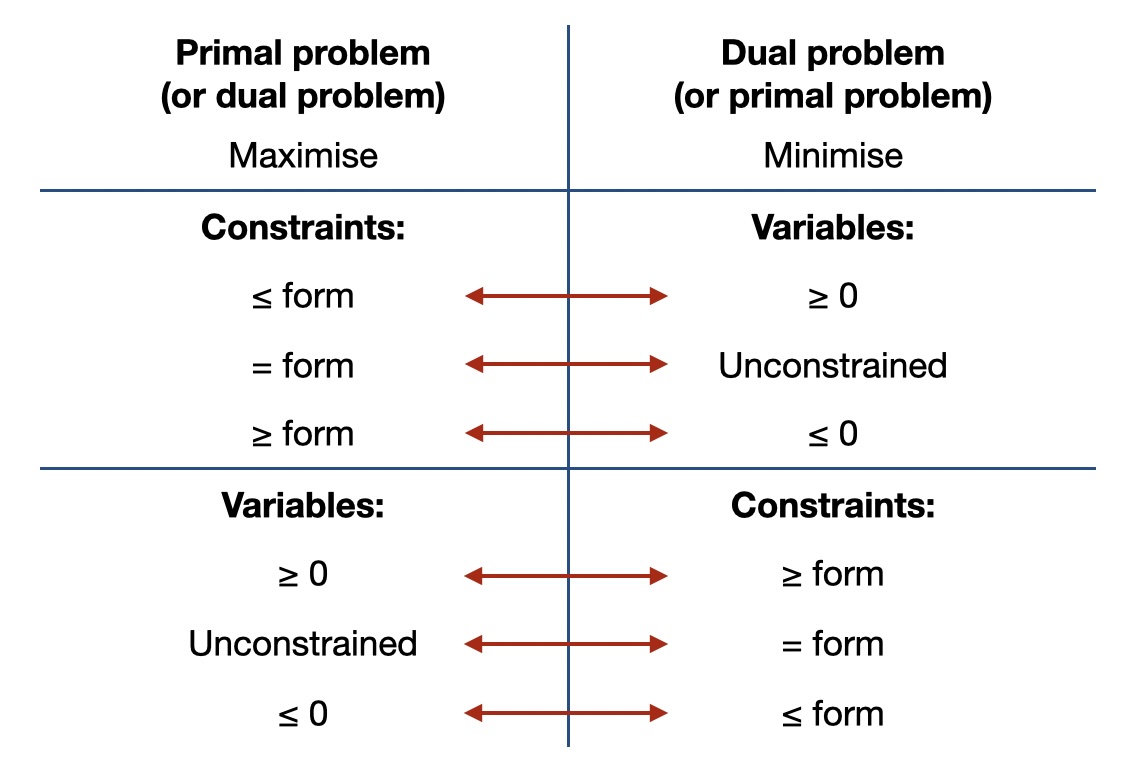 Primal problem
(or dual problem)
Maximise
Dual problem
(or primal problem)
Minimise
Constraints:
Variables:
≤ form
≥ 0
= form
Unconstrained
≥ form
≤ 0
Variables:
Constraints:
≥ 0
≥ form
Unconstrained
= form
≤ 0
≤ form